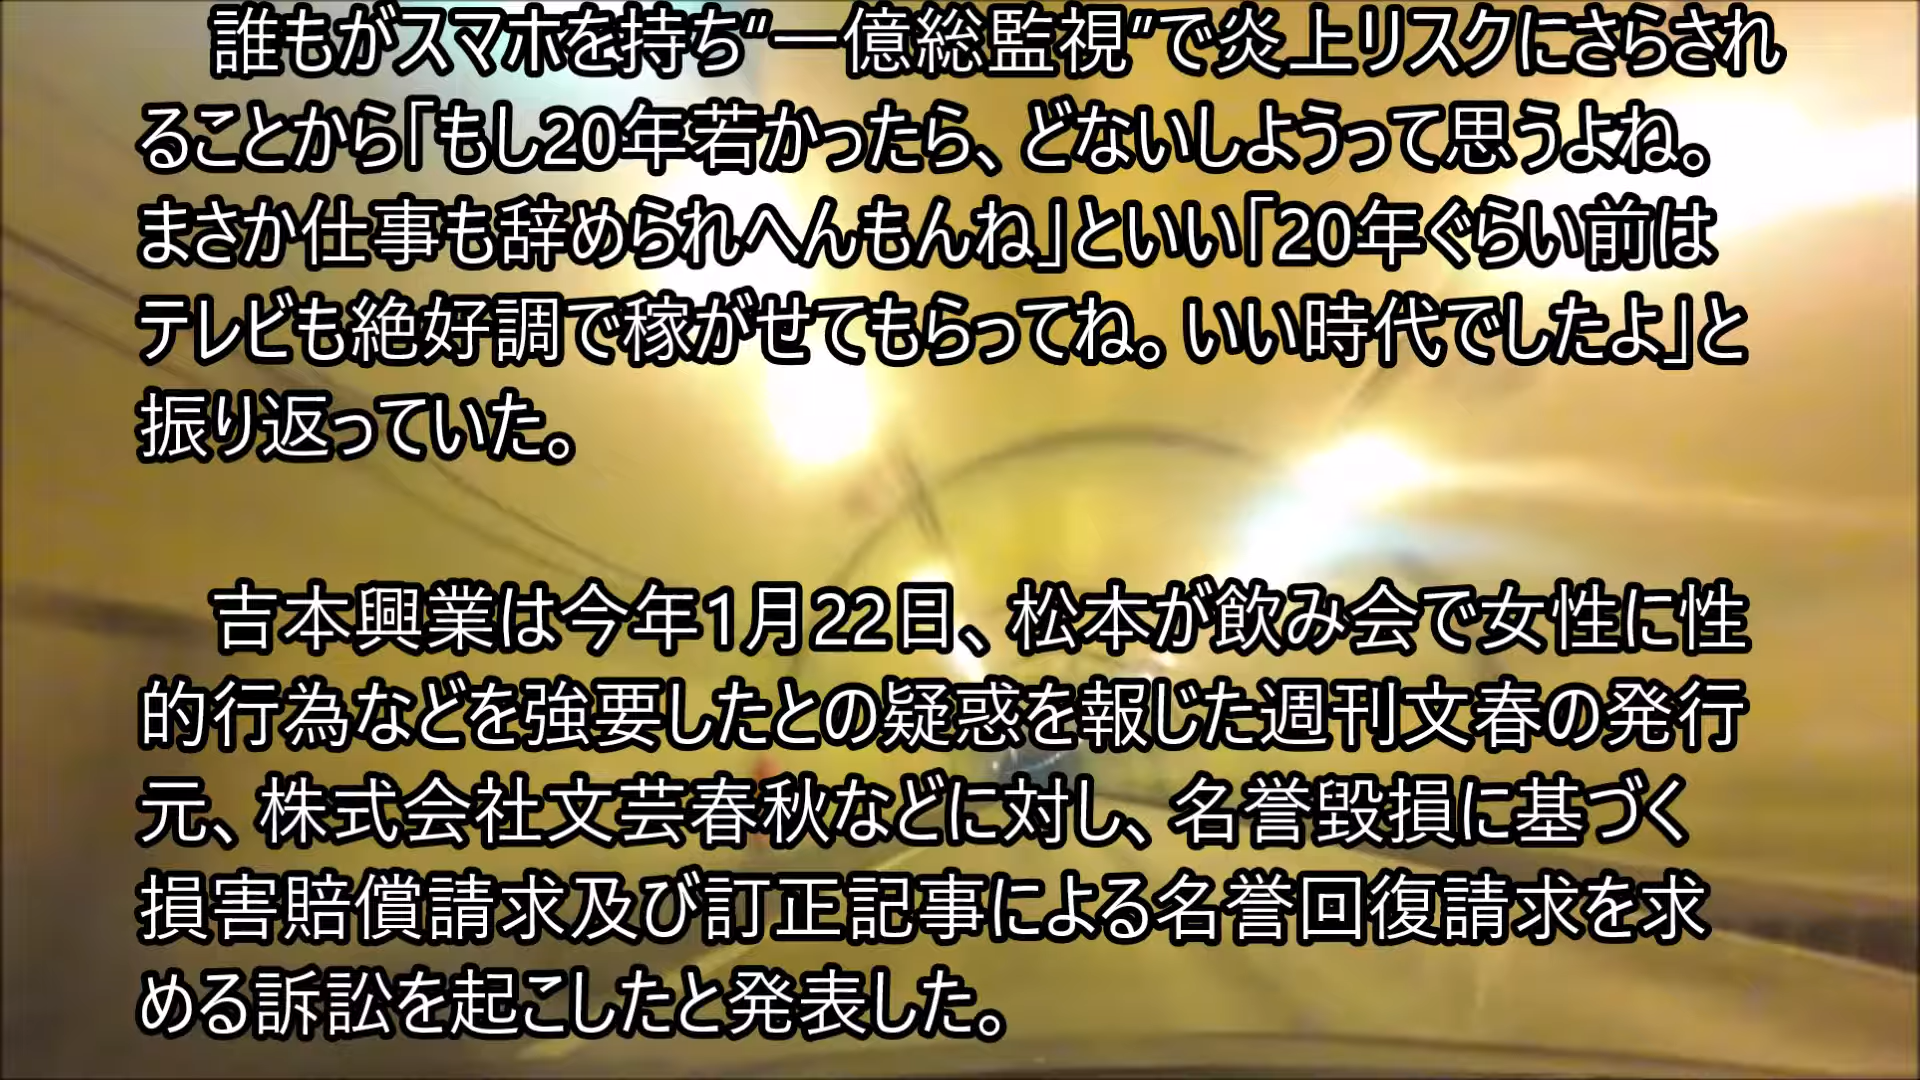 誰もがスマホを持ち“一億総監視”で炎上リスクにさらされ
ることから「もし20年若かったら、どないしようって思うよね。
まさか仕事も辞められへんもんね」といい「20年ぐらい前は
テレビも絶好調で稼がせてもらってね。いい時代でしたよ」と
振り返っていた。
吉本興業は今年1月22日、松本が飲み会で女性に性
的行為などを強要したとの疑惑を報じた週刊文春の発行
元、株式会社文芸春秋などに対し、名誉毀損に基づく
損害賠償請求及び訂正記事による名誉回復請求を求
める訴訟を起こしたと発表した。